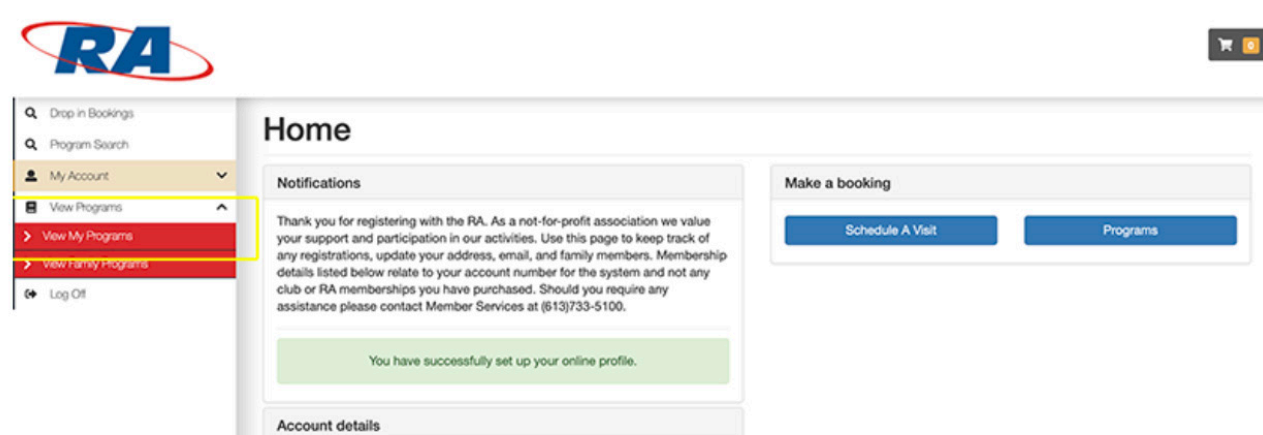 RA
0
Drop in Bookings
Program Search
My Account
View Programs
View My Programs
View Family Programs
Log Off
Home
Notifications
Thank you for registering with the RA. As a not-for-profit association we value
your support and participation in our activities. Use this page to keep track of
any registrations, update your address, email, and family members. Membership
details listed below relate to your account number for the system and not any
club or RA memberships you have purchased. Should you require any
assistance please contact Member Services at (613)733-5100.
You have successfully set up your online profile.
Account details
Make a booking
Schedule A Visit
Programs